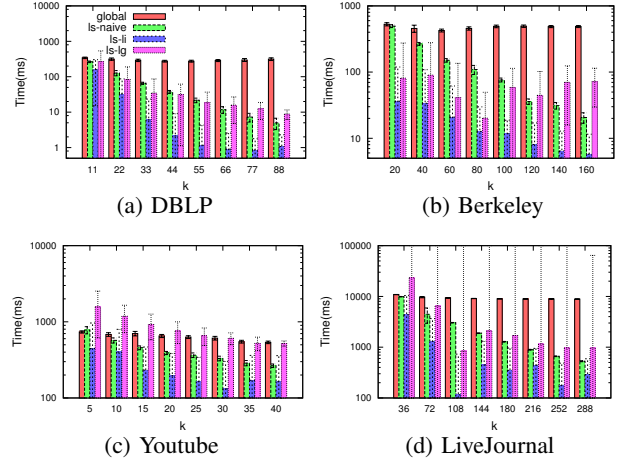 global
ls-naive
ls-li
ls-lg
Time(ms)
10000
1000
100
10
1
11 22 33 44 55 66 77 88
k
(a) DBLP
Time(ms)
1000
100
10
20 40 60 80 100 120 140 160
k
(b) Berkeley
Time(ms)
10000
1000
100
5 10 15 20 25 30 35 40
k
(c) Youtube
Time(ms)
100000
10000
1000
100
36 72 108 144 180 216 252 288
k
(d) LiveJournal